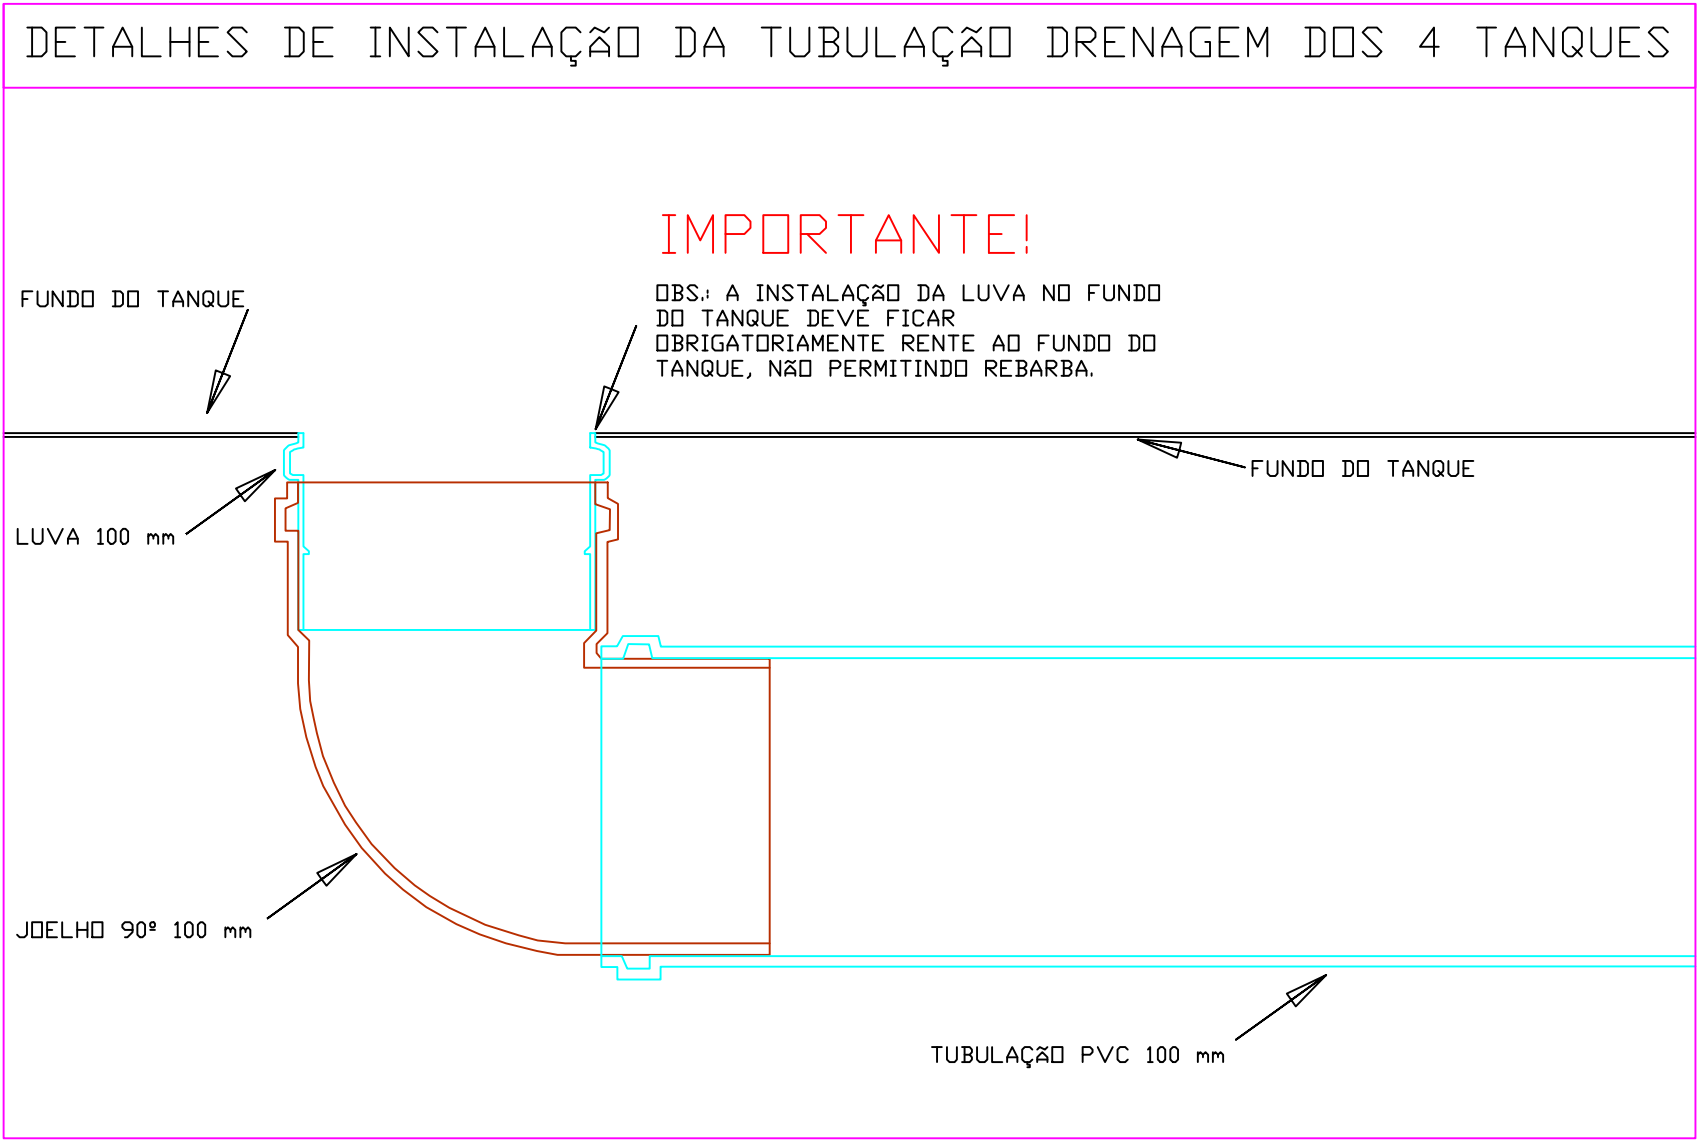 DETALHES DE INSTALAÇÃO DA TUBULAÇÃO DRENAGEM DOS 4 TANQUES
IMPORTANTE!
OBS.: A INSTALAÇÃO DA LUVA NO FUNDO
DO TANQUE DEVE FICAR
OBRIGATORIAMENTE RENTE AO FUNDO DO
TANQUE, NÃO PERMITINDO REBARBA.
FUNDO DO TANQUE
FUNDO DO TANQUE
LUVA 100 mm
JOELHO 90º 100 mm
TUBULAÇÃO PVC 100 mm